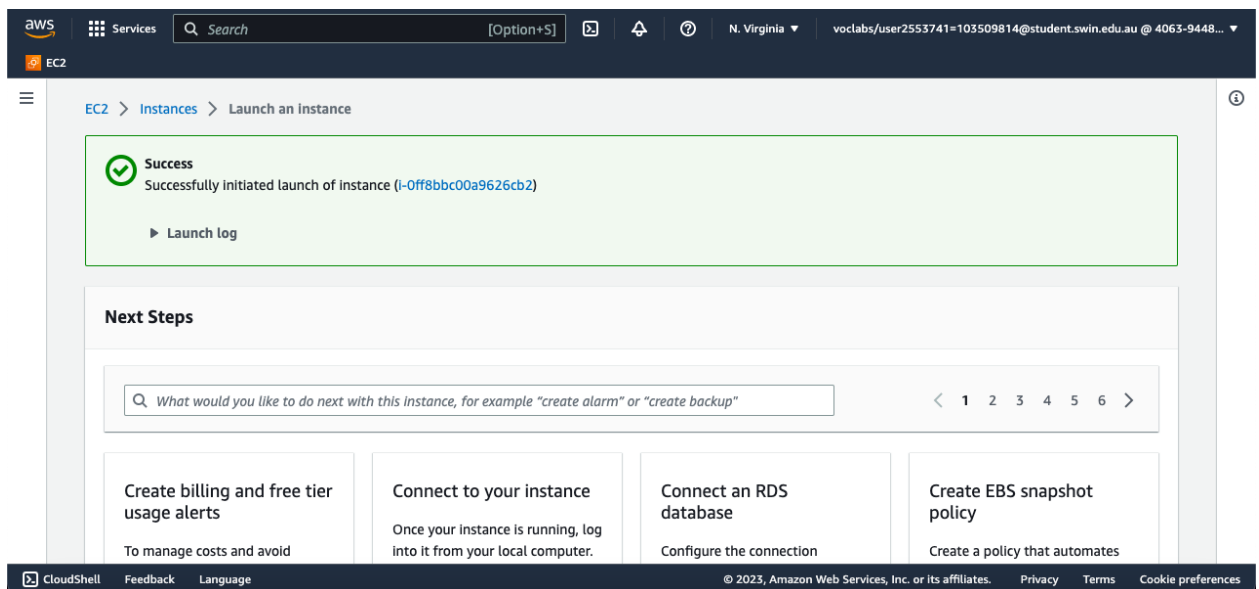 aws
Services
Search
[Option+S]
N. Virginia
voclabs/user2553741=103509814@student.swin.edu.au @ 4063-9448...
EC2
EC2 > Instances > Launch an instance
Success
Successfully initiated launch of instance (i-0ff8bbc00a9626cb2)
Launch log
Next Steps
What would you like to do next with this instance, for example “create alarm” or “create backup”
1 2 3 4 5 6
Create billing and free tier
usage alerts
To manage costs and avoid
Connect to your instance
Once your instance is running, log
into it from your local computer.
Connect an RDS
database
Configure the connection
Create EBS snapshot
policy
Create a policy that automates
CloudShell
Feedback
Language
© 2023, Amazon Web Services, Inc. or its affiliates.
Privacy
Terms
Cookie preferences